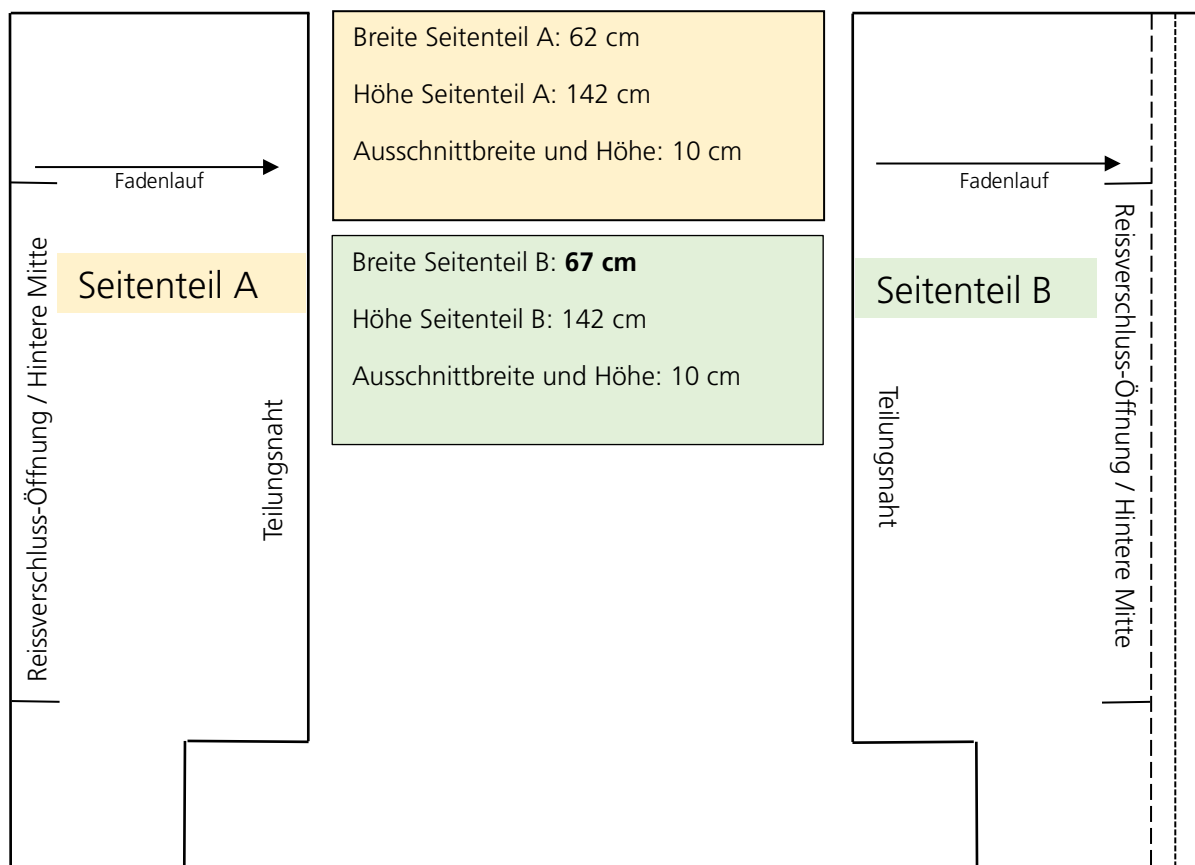 Breite Seitenteil A: 62 cm
Höhe Seitenteil A: 142 cm
Ausschnittbreite und Höhe: 10 cm
Fadenlauf
Reissverschluss-Öffnung / Hintere Mitte
Seitenteil A
Teilungsnaht
Breite Seitenteil B: 67 cm
Höhe Seitenteil B: 142 cm
Ausschnittbreite und Höhe: 10 cm
Fadenlauf
Seitenteil B
Teilungsnaht
Reissverschluss-Öffnung / Hintere Mitte